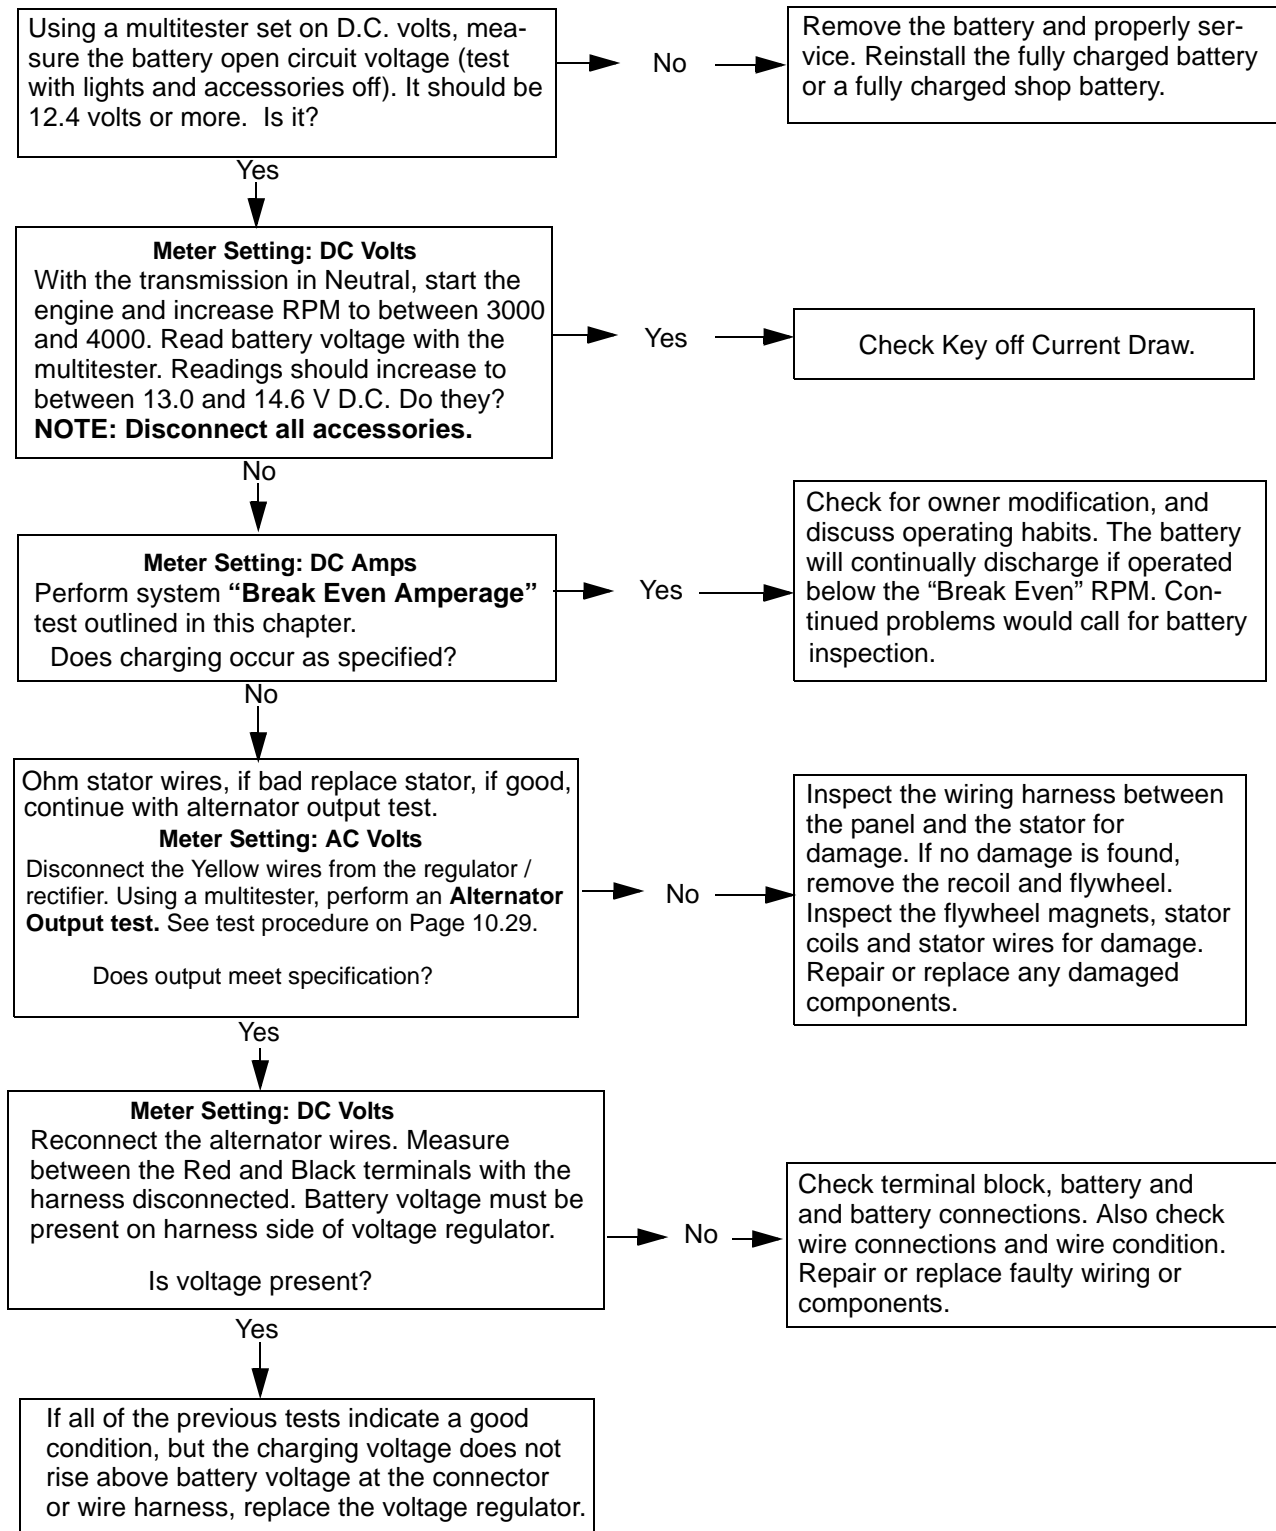 Using a multitester set on D.C. volts, mea-
sure the battery open circuit voltage (test
with lights and accessories off). It should be
12.4 volts or more.  Is it?
No
Remove the battery and properly ser-
vice. Reinstall the fully charged battery
or a fully charged shop battery.
Yes
Meter Setting: DC Volts
With the transmission in Neutral, start the
engine and increase RPM to between 3000
and 4000. Read battery voltage with the
multitester. Readings should increase to
between 13.0 and 14.6 V D.C. Do they?
NOTE: Disconnect all accessories.
Yes
Check Key off Current Draw.
No
Meter Setting: DC Amps
Perform system “Break Even Amperage”
test outlined in this chapter.
Does charging occur as specified?
Yes
Check for owner modification, and
discuss operating habits. The battery
will continually discharge if operated
below the “Break Even” RPM. Con-
tinued problems would call for battery
inspection.
No
Ohm stator wires, if bad replace stator, if good,
continue with alternator output test.
Meter Setting: AC Volts
Disconnect the Yellow wires from the regulator /
rectifier. Using a multitester, perform an Alternator
Output test. See test procedure on Page 10.29.
Does output meet specification?
No
Inspect the wiring harness between
the panel and the stator for
damage. If no damage is found,
remove the recoil and flywheel.
Inspect the flywheel magnets, stator
coils and stator wires for damage.
Repair or replace any damaged
components.
Yes
Meter Setting: DC Volts
Reconnect the alternator wires. Measure
between the Red and Black terminals with the
harness disconnected. Battery voltage must be
present on harness side of voltage regulator.
Is voltage present?
No
Check terminal block, battery and
and battery connections. Also check
wire connections and wire condition.
Repair or replace faulty wiring or
components.
Yes
If all of the previous tests indicate a good
condition, but the charging voltage does not
rise above battery voltage at the connector
or wire harness, replace the voltage regulator.